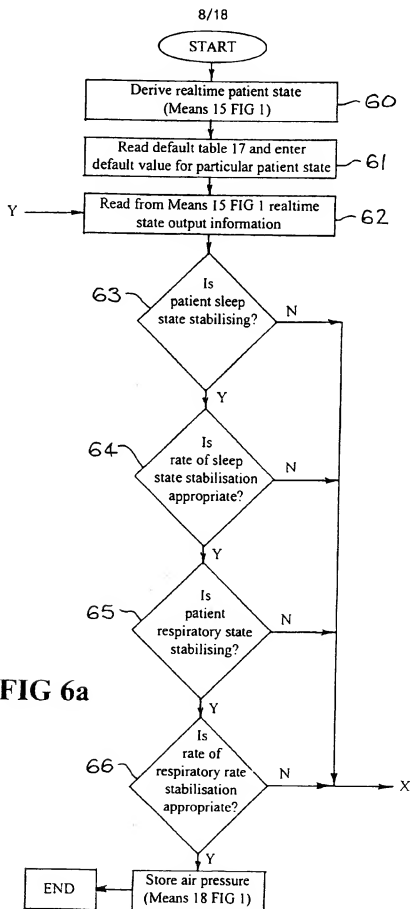 8/18
START
Derive realtime patient state
(Means 15 FIG 1)
60
Read default table 17 and enter
default value for particular patient state
61
Y
Read from Means 15 FIG 1 realtime
state output information
62
63
Is
patient sleep
state stabilising?
N
Y
64
Is
rate of sleep
state stabilisation
appropriate?
N
Y
65
Is
patient
respiratory state
stabilising?
N
FIG 6a
Y
66
Is
rate of
respiratory rate
stabilisation
appropriate?
N
X
Y
END
Store air pressure
(Means 18 FIG 1)